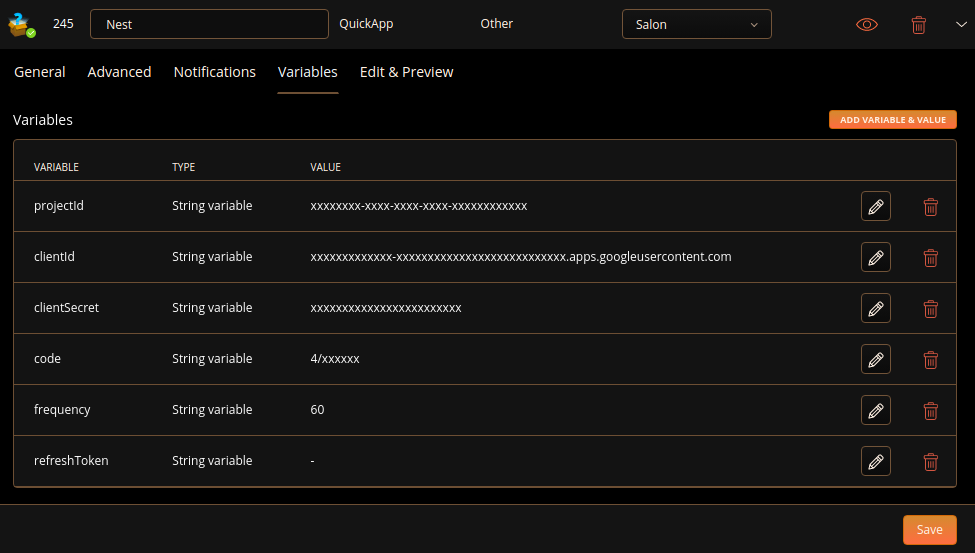 245 Nest QuickApp Other Salon
General Advanced Notifications Variables Edit & Preview
Variables ADD VARIABLE & VALUE
VARIABLE TYPE VALUE
projectId String variable xxxxxxxx-xxxx-xxxx-xxxx-xxxxxxxxxxxx
clientId String variable xxxxxxxxxxxxx-xxxxxxxxxxxxxxxxxxxxxxxxxxx.apps.googleusercontent.com
clientSecret String variable xxxxxxxxxxxxxxxxxxxxxxxx
code String variable 4/xxxxxx
frequency String variable 60
refreshToken String variable -
Save